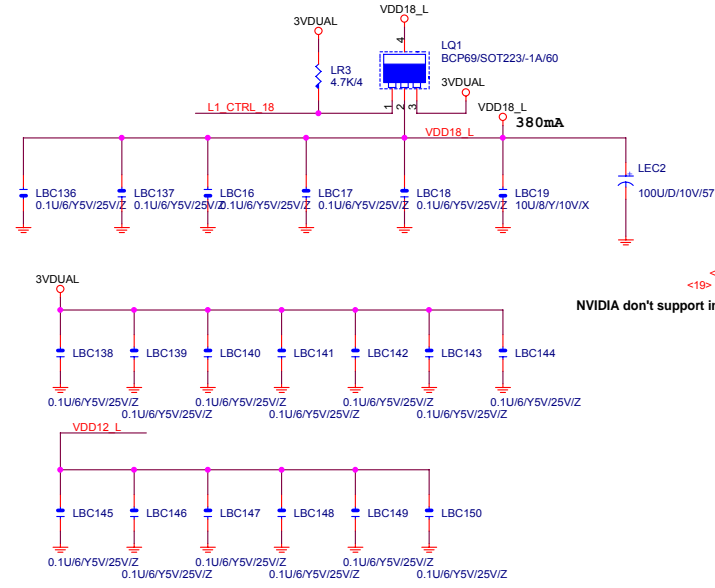 VDD18_L
3VDUAL
4
LQ1
BCP69/SOT223/-1A/60
LR3
4.7K/4
3VDUAL
L1_CTRL_18
1
2
3
VDD18_L
380mA
VDD18_L
LEC2
100U/D/10V/57
LBC136
0.1U/6/Y5V/25V/Z
LBC137
0.1U/6/Y5V/25V/Z
LBC16
0.1U/6/Y5V/25V/Z
LBC17
0.1U/6/Y5V/25V/Z
LBC18
0.1U/6/Y5V/25V/Z
LBC19
10U/8/Y/10V/X
<
<19>
NVIDIA don't support in
3VDUAL
LBC138
LBC139
LBC140
LBC141
LBC142
LBC143
LBC144
0.1U/6/Y5V/25V/Z
0.1U/6/Y5V/25V/Z
0.1U/6/Y5V/25V/Z
0.1U/6/Y5V/25V/Z
0.1U/6/Y5V/25V/Z
0.1U/6/Y5V/25V/Z
0.1U/6/Y5V/25V/Z
VDD12_L
LBC145
LBC146
LBC147
LBC148
LBC149
LBC150
0.1U/6/Y5V/25V/Z
0.1U/6/Y5V/25V/Z
0.1U/6/Y5V/25V/Z
0.1U/6/Y5V/25V/Z
0.1U/6/Y5V/25V/Z
0.1U/6/Y5V/25V/Z